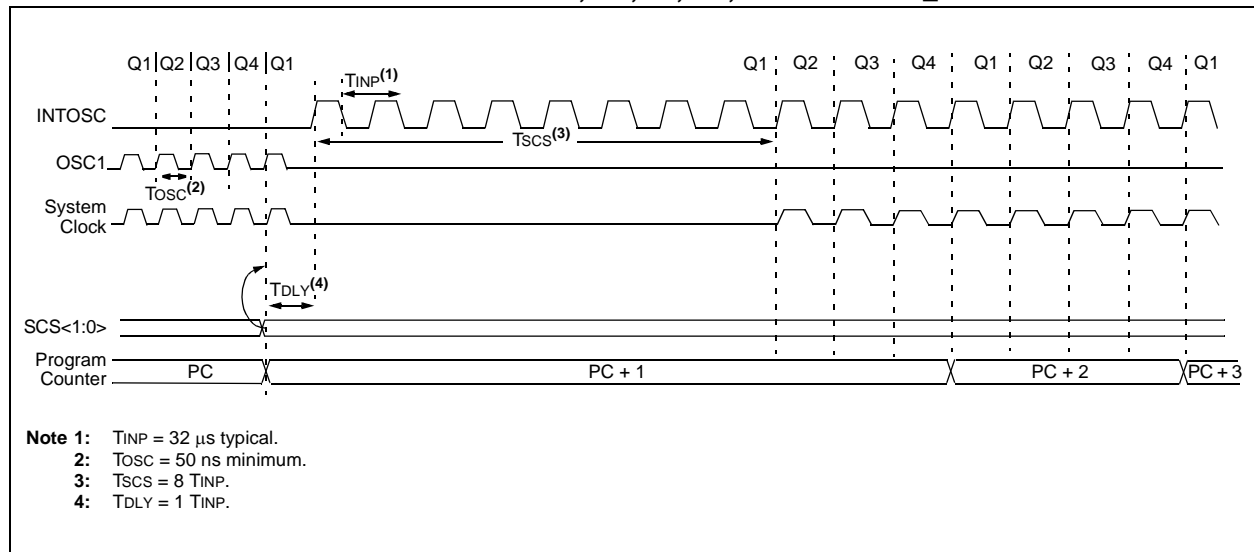 Q1 Q2 Q3 Q4 Q1
Q1 Q2 Q3 Q4 Q1 Q2 Q3 Q4 Q1
TINP(1)
INTOSC
TSCS(3)
OSC1
TOSC(2)
System
Clock
TDLY(4)
SCS<1:0>
Program
Counter
PC PC + 1 PC + 2 PC + 3
Note 1: TINP = 32 μs typical.
2: TOSC = 50 ns minimum.
3: TSCS = 8 TINP.
4: TDLY = 1 TINP.